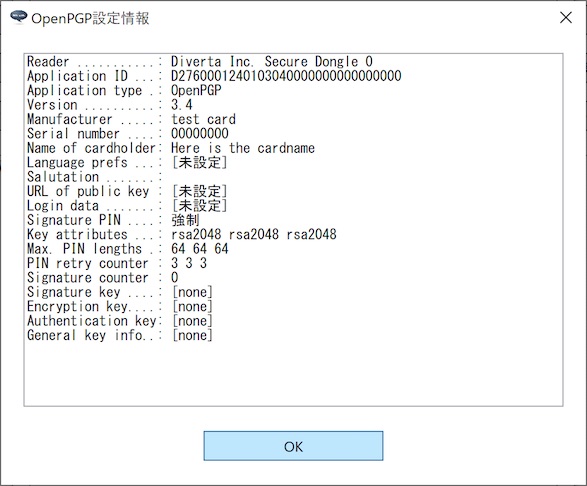 OpenPGP設定情報
Reader ...........: Diverta Inc. Secure Dongle 0
Application ID ...: D2760001240103040000000000000000
Application type .: OpenPGP
Version ..........: 3.4
Manufacturer .....: test card
Serial number ....: 00000000
Name of cardholder: Here is the cardname
Language prefs ...: [未設定]
Salutation .......:
URL of public key : [未設定]
Login data .......: [未設定]
Signature PIN ....: 強制
Key attributes ...: rsa2048 rsa2048 rsa2048
Max. PIN lengths .: 64 64 64
PIN retry counter : 3 3 3
Signature counter : 0
Signature key ....: [none]
Encryption key....: [none]
Authentication key: [none]
General key info..: [none]
OK